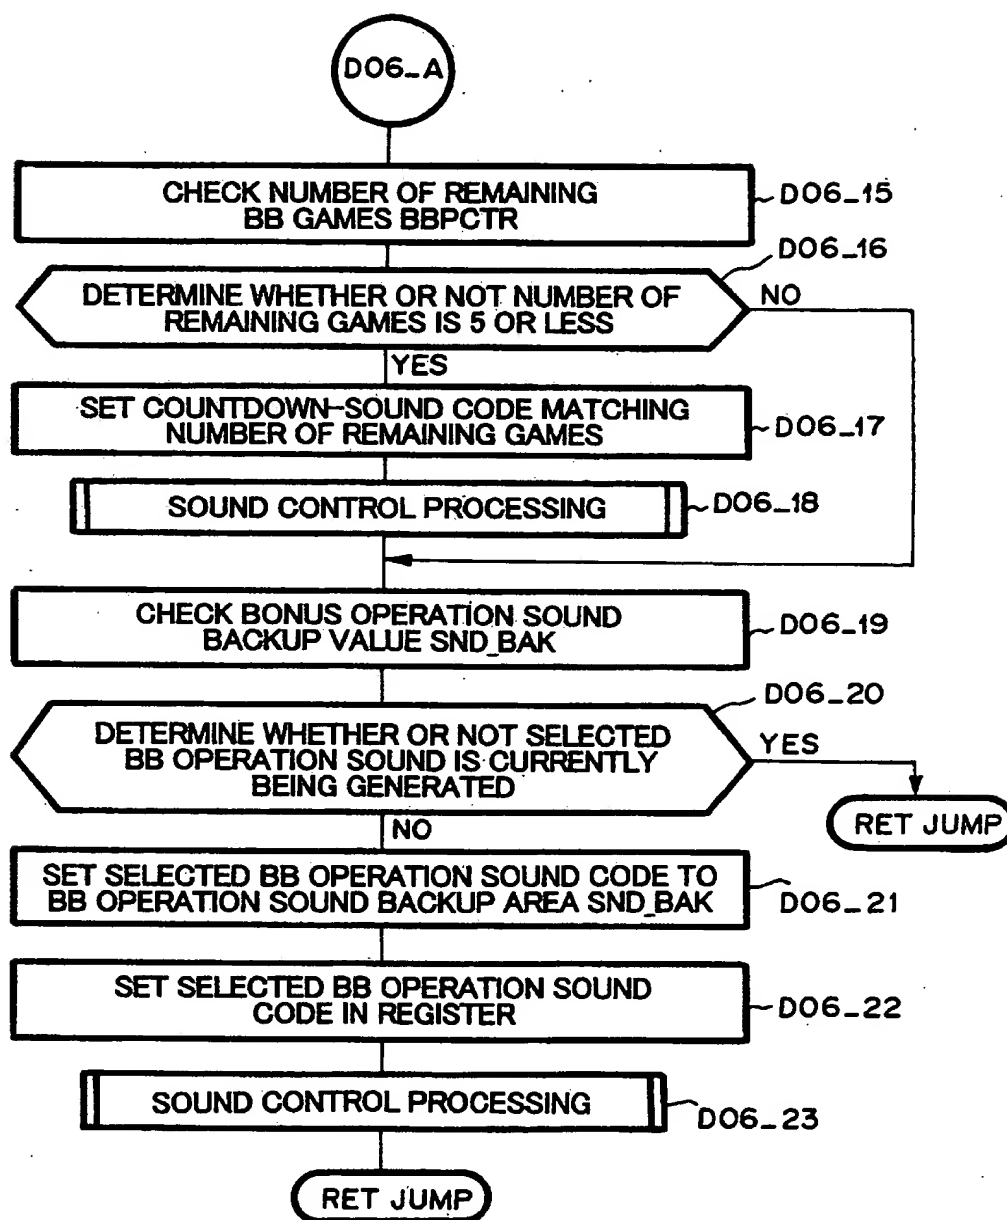 D06_A
CHECK NUMBER OF REMAINING
BB GAMES BBPCTR
D06_15
D06_16
DETERMINE WHETHER OR NOT NUMBER OF
REMAINING GAMES IS 5 OR LESS
NO
YES
SET COUNTDOWN-SOUND CODE MATCHING
NUMBER OF REMAINING GAMES
D06_17
SOUND CONTROL PROCESSING
D06_18
CHECK BONUS OPERATION SOUND
BACKUP VALUE SND_BAK
D06_19
D06_20
DETERMINE WHETHER OR NOT SELECTED
BB OPERATION SOUND IS CURRENTLY
BEING GENERATED
YES
RET JUMP
NO
SET SELECTED BB OPERATION SOUND CODE TO
BB OPERATION SOUND BACKUP AREA SND_BAK
D06_21
SET SELECTED BB OPERATION SOUND
CODE IN REGISTER
D06_22
SOUND CONTROL PROCESSING
D06_23
RET JUMP